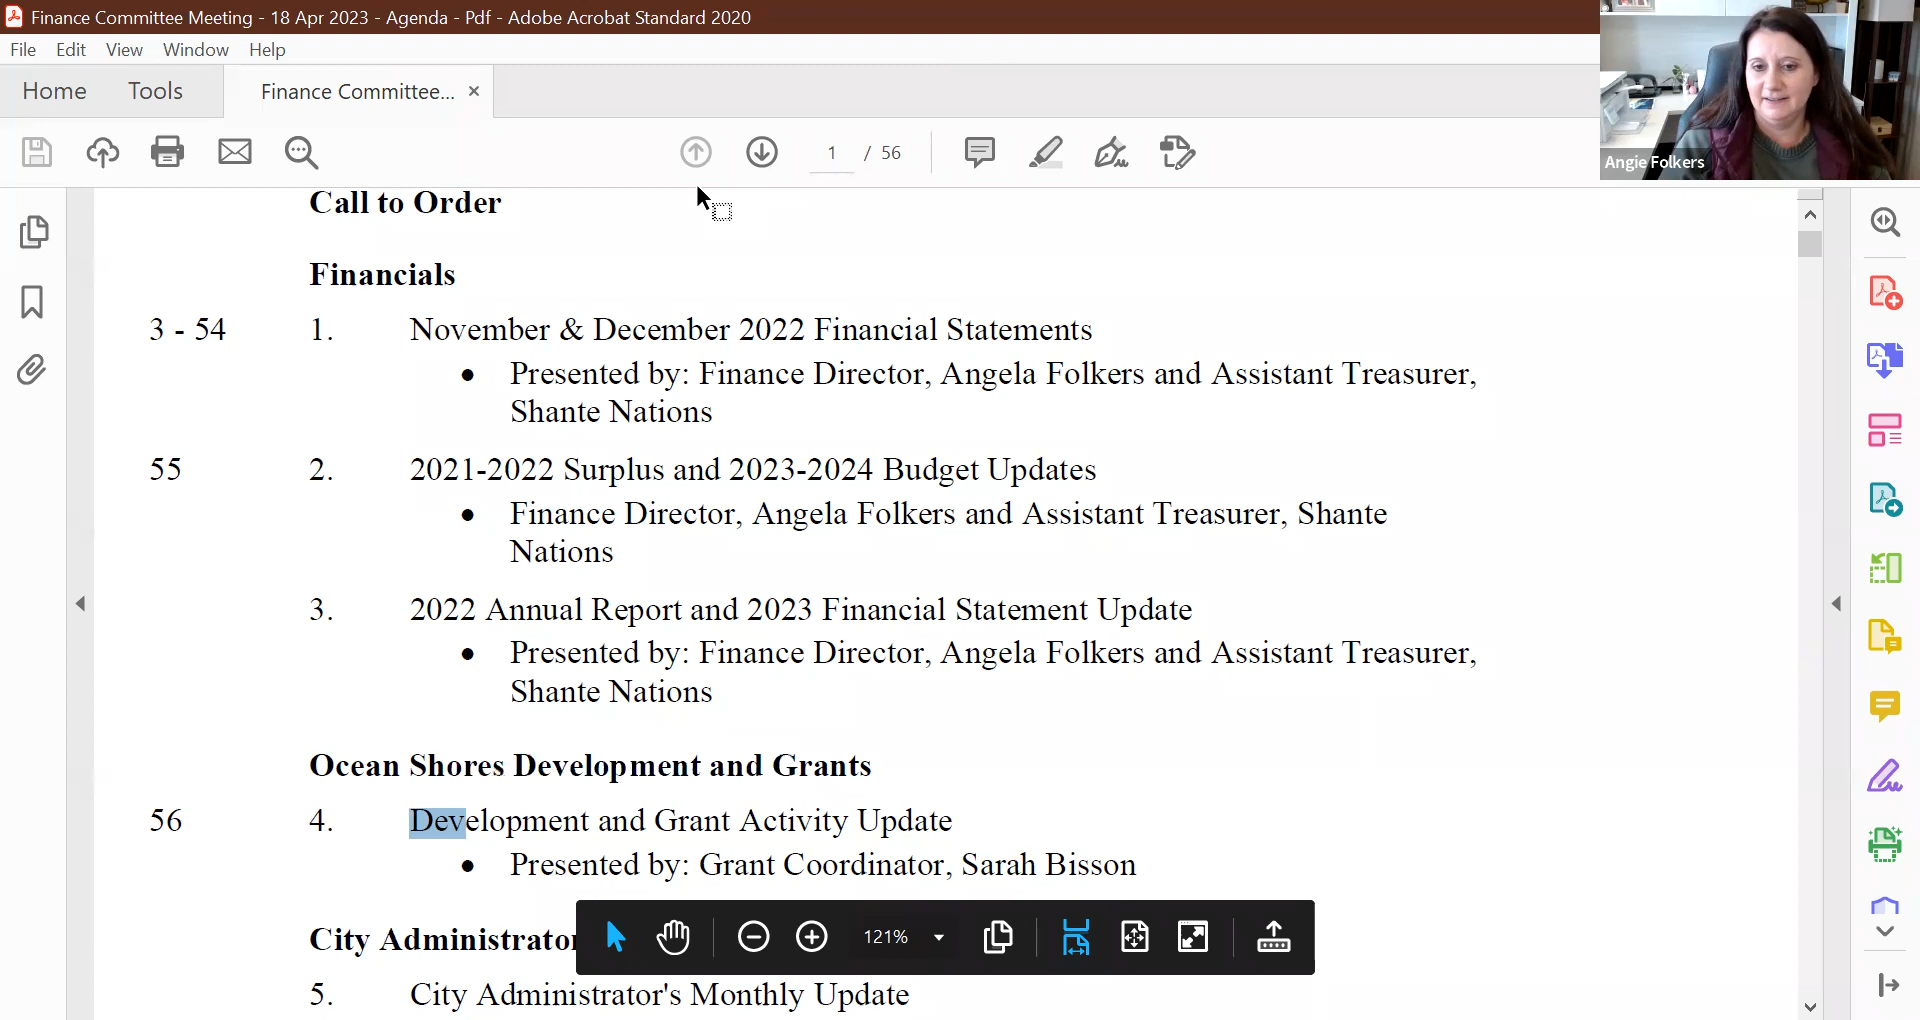 Finance Committee Meeting - 18 Apr 2023 - Agenda - Pdf - Adobe Acrobat Standard 2020
File Edit View Window Help
Home Tools Finance Committee... ×
1 / 56
Angie Folkers
Call to Order
Financials
3 - 54 1. November & December 2022 Financial Statements
• Presented by: Finance Director, Angela Folkers and Assistant Treasurer,
Shante Nations
55 2. 2021-2022 Surplus and 2023-2024 Budget Updates
• Finance Director, Angela Folkers and Assistant Treasurer, Shante
Nations
3. 2022 Annual Report and 2023 Financial Statement Update
• Presented by: Finance Director, Angela Folkers and Assistant Treasurer,
Shante Nations
Ocean Shores Development and Grants
56 4. Development and Grant Activity Update
• Presented by: Grant Coordinator, Sarah Bisson
City Administrator
121%
5. City Administrator's Monthly Update